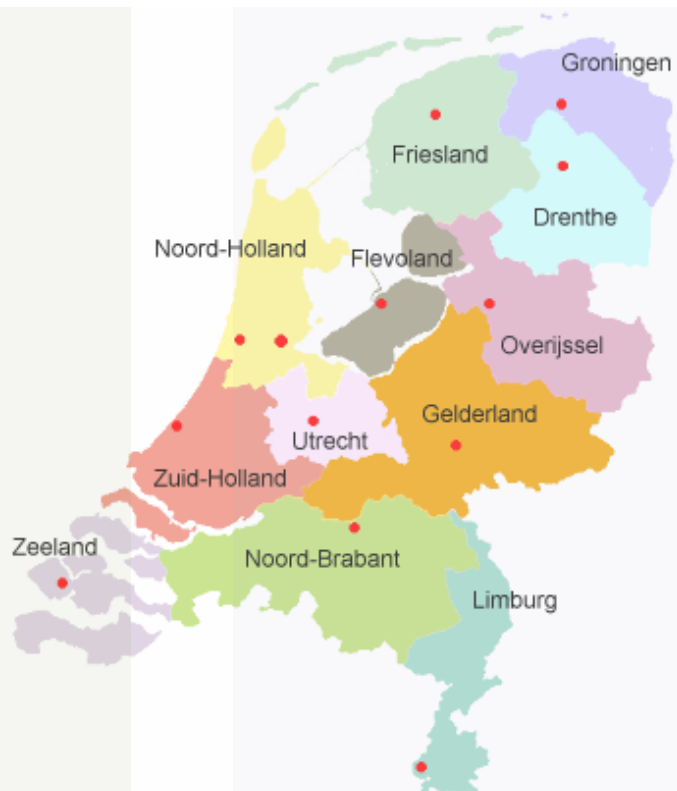 Groningen
Friesland
Drenthe
Noord-Holland
Flevoland
Overijssel
Gelderland
Utrecht
Zuid-Holland
Zeeland
Noord-Brabant
Limburg